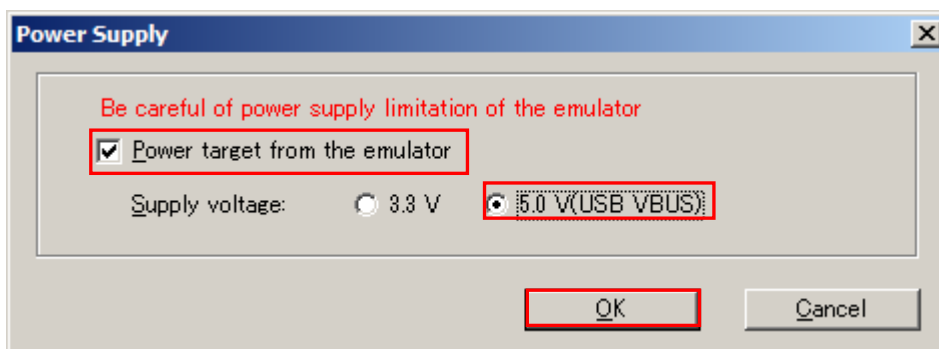 Power Supply
Be careful of power supply limitation of the emulator
Power target from the emulator
Supply voltage: 3.3 V 5.0 V(USB VBUS)
OK Cancel